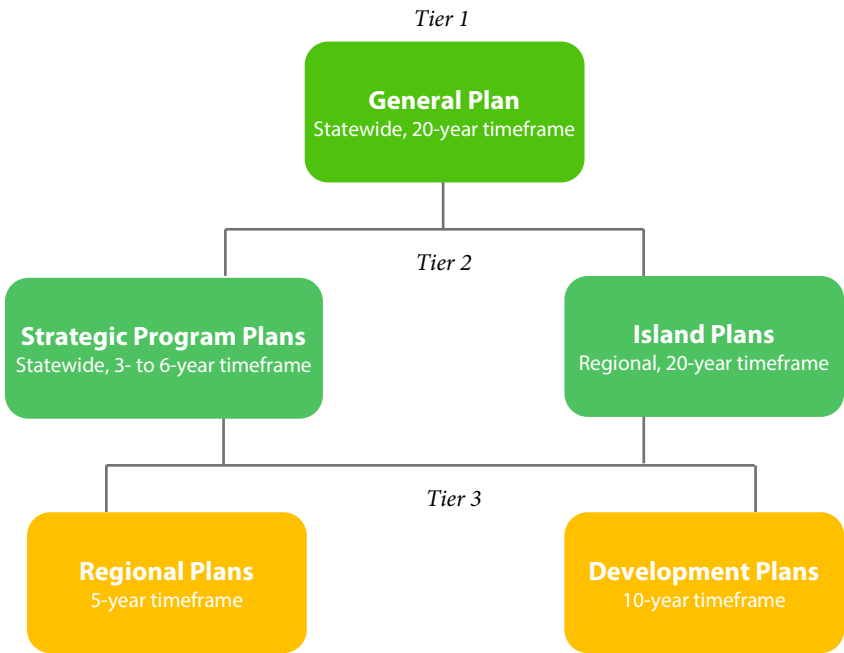 Tier 1
General Plan
Statewide, 20-year timeframe
Tier 2
Strategic Program Plans
Statewide, 3- to 6-year timeframe
Island Plans
Regional, 20-year timeframe
Tier 3
Regional Plans
5-year timeframe
Development Plans
10-year timeframe